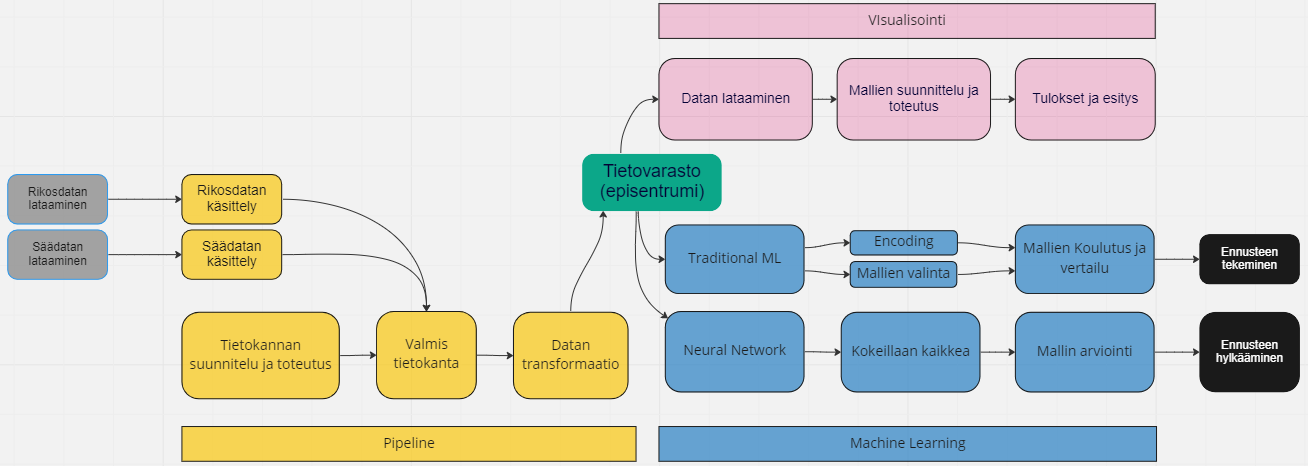 VIsualisointi
Datan lataaminen
Mallien suunnittelu ja
toteutus
Tulokset ja esitys
Tietovarasto
(episentrumi)
Rikosdatan
lataaminen
Rikosdatan
käsittely
Säädatan
lataaminen
Säädatan
käsittely
Traditional ML
Encoding
Mallien valinta
Mallien Koulutus ja
vertailu
Ennusteen
tekeminen
Tietokannan
suunnitelu ja toteutus
Valmis
tietokanta
Datan
transformaatio
Neural Network
Kokeillaan kaikkea
Mallin arviointi
Ennusteen
hylkääminen
Pipeline
Machine Learning